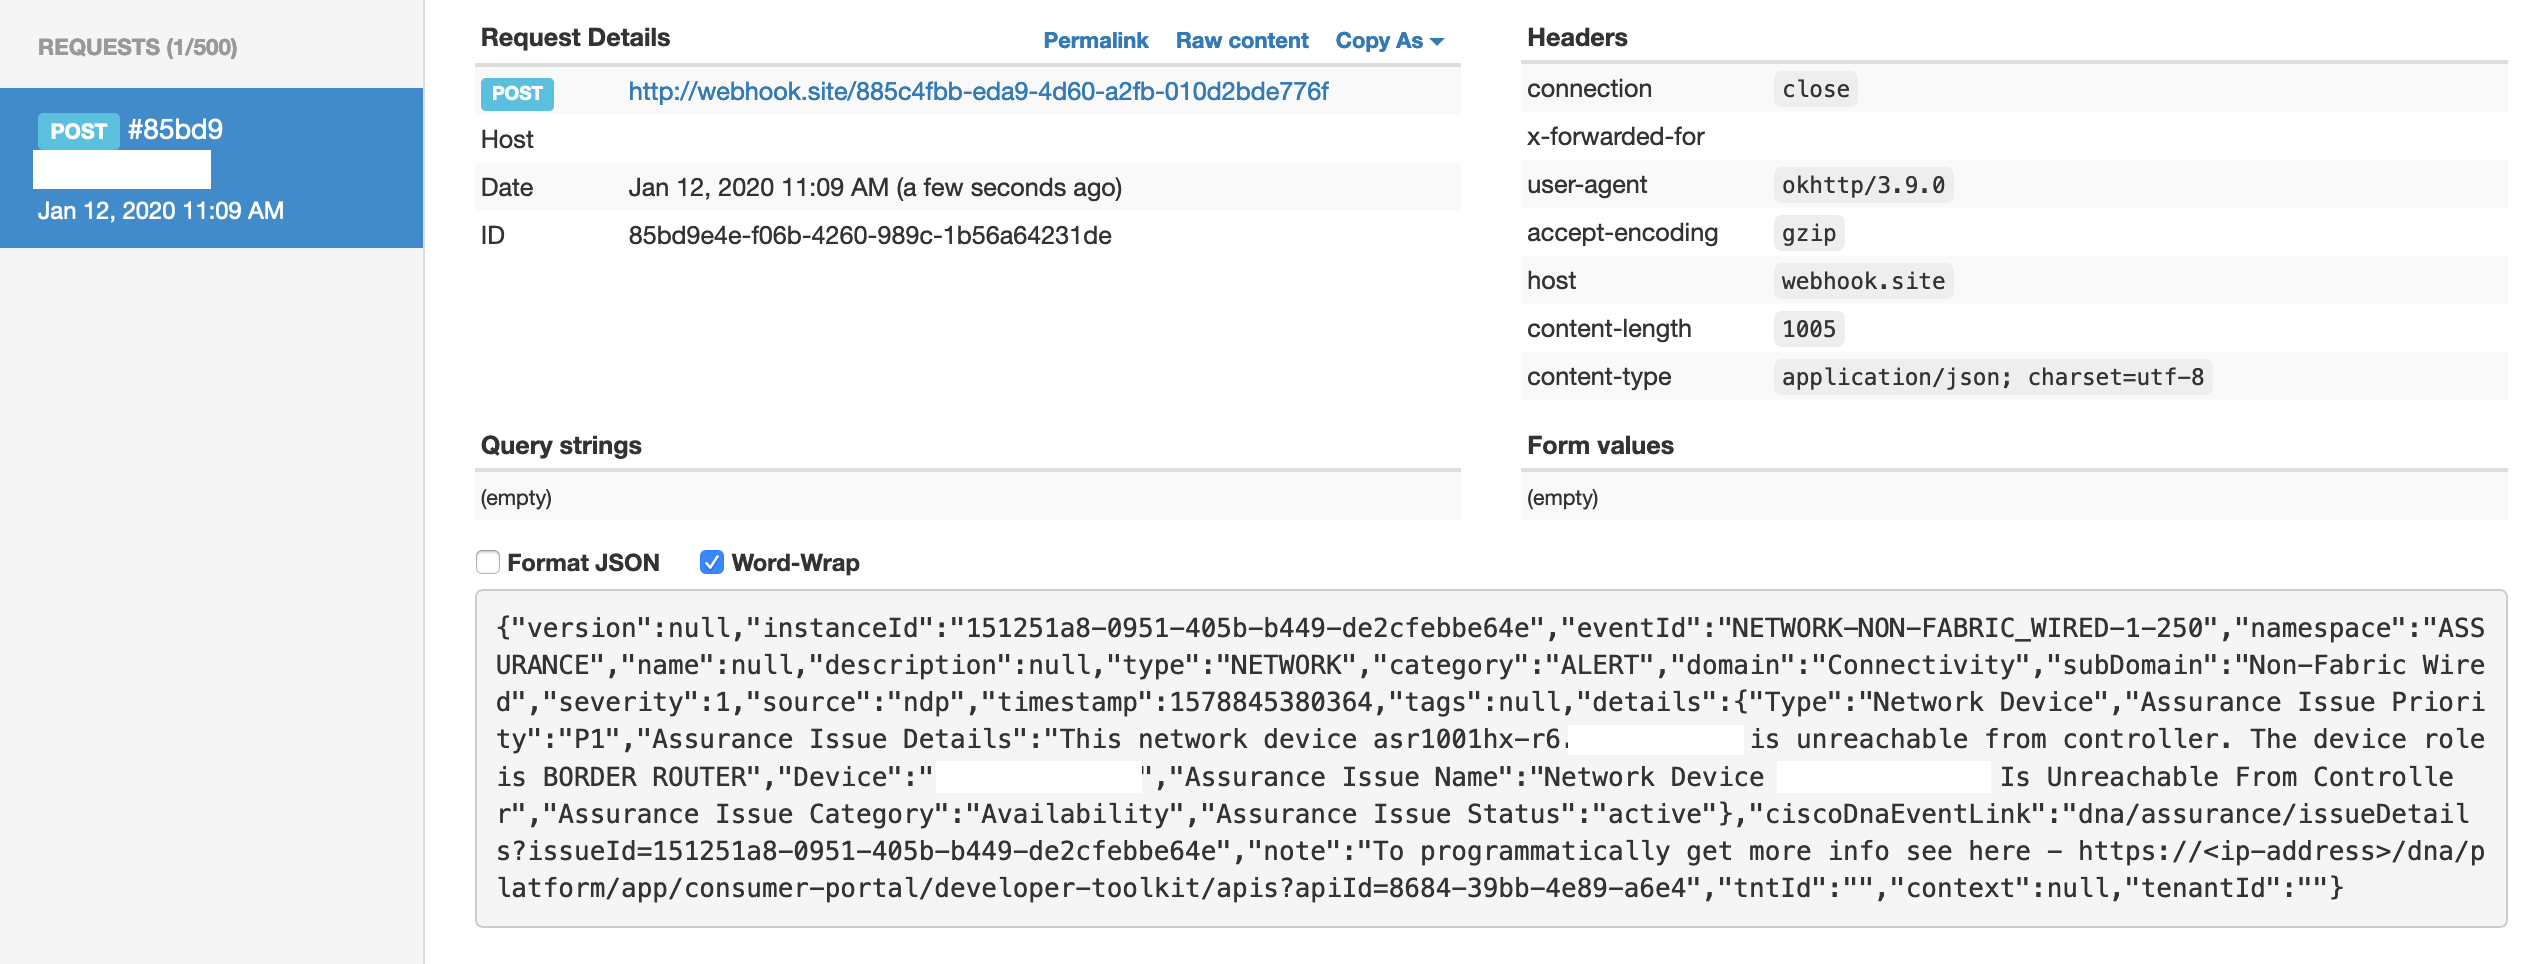 REQUESTS (1/500)
POST #85bd9
Jan 12, 2020 11:09 AM
Request Details Permalink Raw content Copy As
POST http://webhook.site/885c4fbb-eda9-4d60-a2fb-010d2bde776f
Host
Date Jan 12, 2020 11:09 AM (a few seconds ago)
ID 85bd9e4e-f06b-4260-989c-1b56a64231de
Headers
connection close
x-forwarded-for
user-agent okhttp/3.9.0
accept-encoding gzip
host webhook.site
content-length 1005
content-type application/json; charset=utf-8
Query strings
(empty)
Form values
(empty)
Format JSON Word-Wrap
{"version":null,"instanceId":"151251a8-0951-405b-b449-de2cfebbe64e","eventId":"NETWORK-NON-FABRIC_WIRED-1-250","namespace":"ASS
URANCE","name":null,"description":null,"type":"NETWORK","category":"ALERT","domain":"Connectivity","subDomain":"Non-Fabric Wire
d","severity":1,"source":"ndp","timestamp":1578845380364,"tags":null,"details":{"Type":"Network Device","Assurance Issue Priori
ty":"P1","Assurance Issue Details":"This network device asr1001hx-r6. is unreachable from controller. The device role
is BORDER ROUTER","Device":" ","Assurance Issue Name":"Network Device Is Unreachable From Controlle
r","Assurance Issue Category":"Availability","Assurance Issue Status":"active"},"ciscoDnaEventLink":"dna/assurance/issueDetail
s?issueId=151251a8-0951-405b-b449-de2cfebbe64e","note":"To programmatically get more info see here - https://<ip-address>/dna/p
latform/app/consumer-portal/developer-toolkit/apis?apiId=8684-39bb-4e89-a6e4","tntId":"","context":null,"tenantId":""}